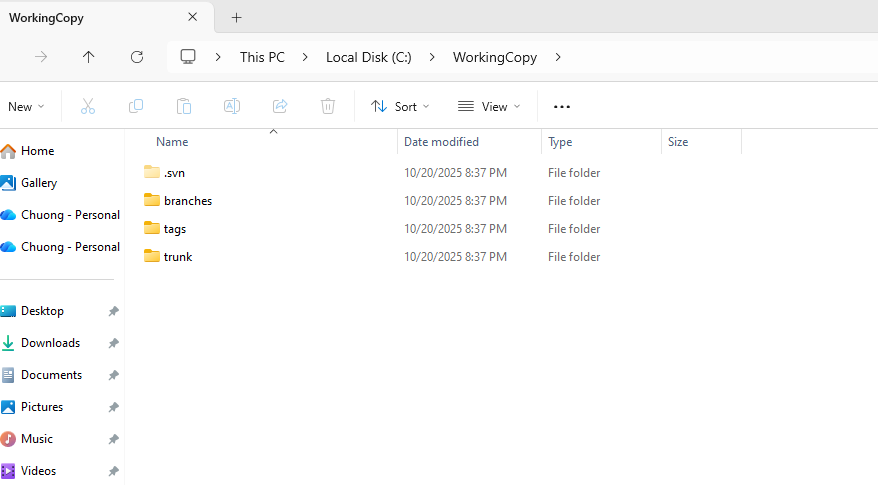 WorkingCopy
This PC
Local Disk (C:)
WorkingCopy
New
Sort
View
Name
Date modified
Type
Size
Home
Gallery
Chuong - Personal
Chuong - Personal
Desktop
Downloads
Documents
Pictures
Music
Videos
.svn 10/20/2025 8:37 PM File folder
branches 10/20/2025 8:37 PM File folder
tags 10/20/2025 8:37 PM File folder
trunk 10/20/2025 8:37 PM File folder